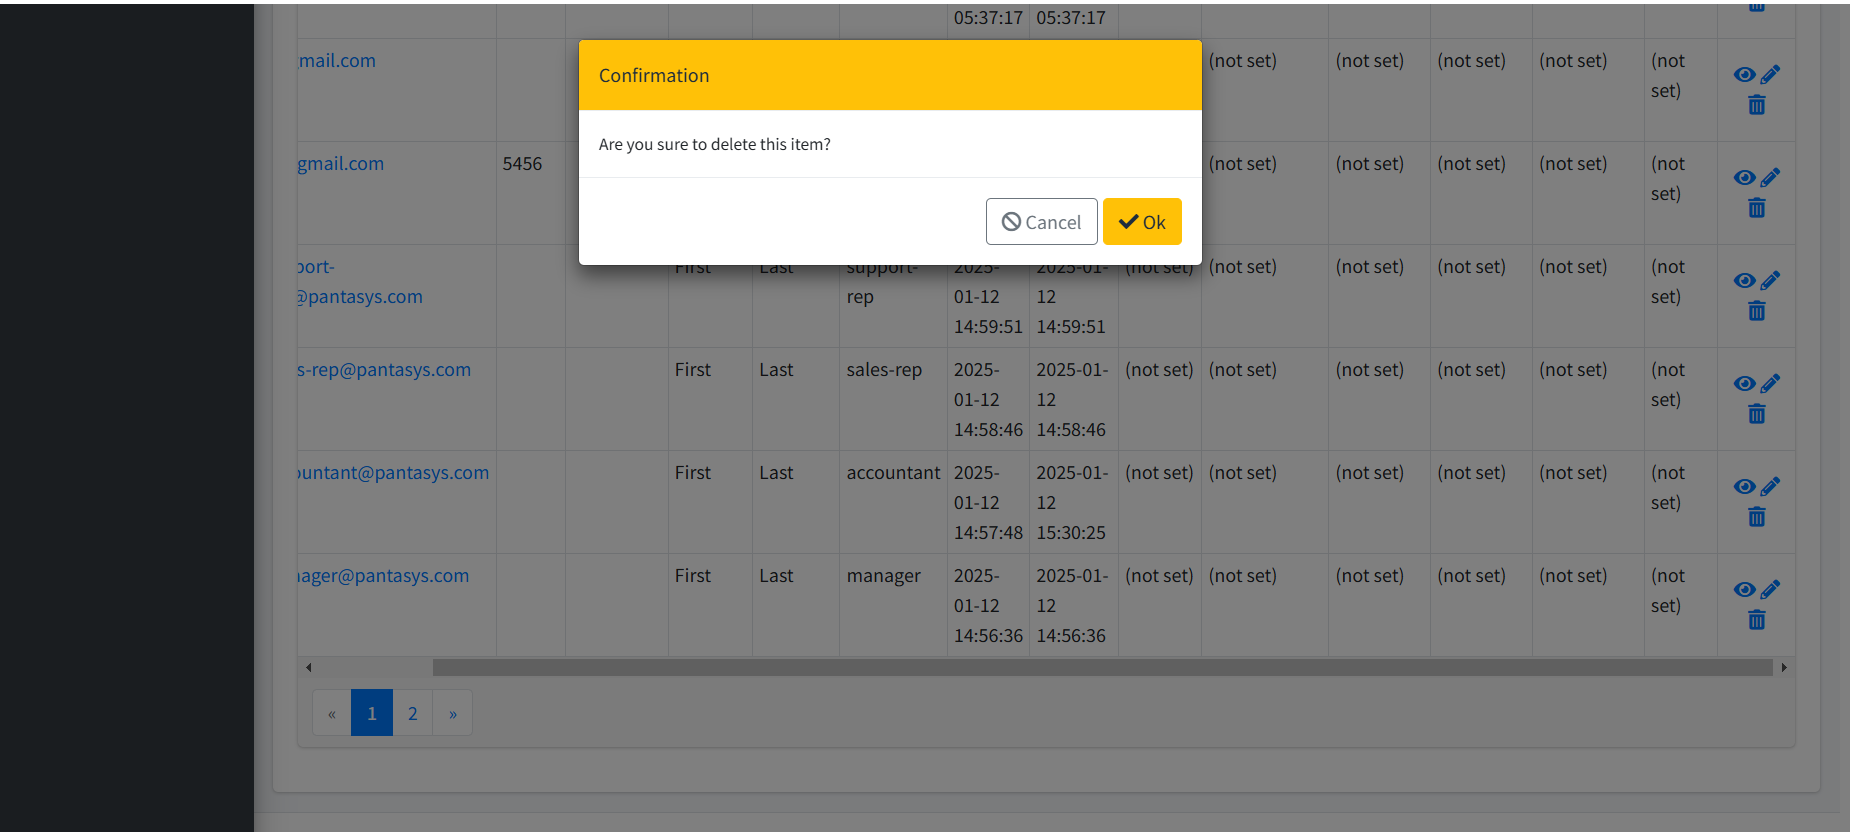 05:37:17 05:37:17
Confirmation
Are you sure to delete this item?
Cancel Ok
mail.com (not set) (not set) (not set) (not set) (not
set)
gmail.com 5456 (not set) (not set) (not set) (not set) (not
set)
port- First Last support- 2025- 2025-01- (not set) (not set) (not set) (not set) (not set) (not
@pantasys.com rep 01-12 12 set)
14:59:51 14:59:51
s-rep@pantasys.com First Last sales-rep 2025- 2025-01- (not set) (not set) (not set) (not set) (not set) (not
01-12 12 set)
14:58:46 14:58:46
ountant@pantasys.com First Last accountant 2025- 2025-01- (not set) (not set) (not set) (not set) (not set) (not
01-12 12 set)
14:57:48 15:30:25
nager@pantasys.com First Last manager 2025- 2025-01- (not set) (not set) (not set) (not set) (not set) (not
01-12 12 set)
14:56:36 14:56:36
« 1 2 »